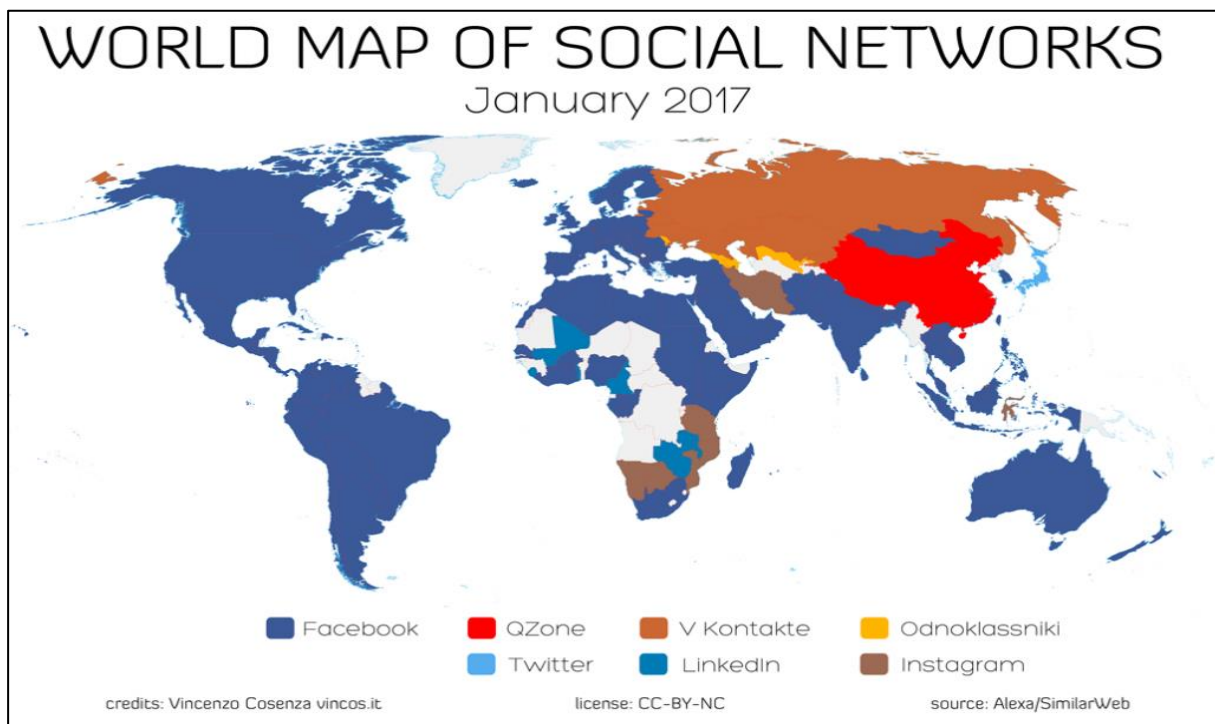 WORLD MAP OF SOCIAL NETWORKS
January 2017
Facebook
QZone
V Kontakte
Odnoklassniki
Twitter
LinkedIn
Instagram
credits: Vincenzo Cosenza vincos.it
license: CC-BY-NC
source: Alexa/SimilarWeb